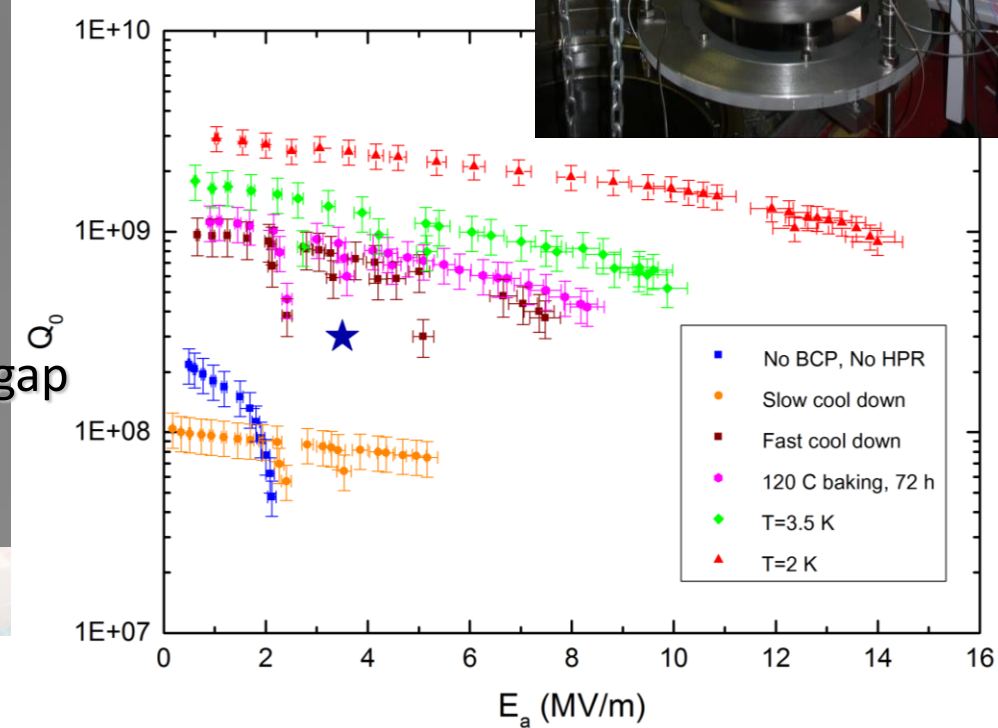 1E+10
1E+09
1E+08
1E+07
Q0
gap
No BCP, No HPR
Slow cool down
Fast cool down
120 C baking, 72 h
T=3.5 K
T=2 K
0 2 4 6 8 10 12 14 16
Ea (MV/m)